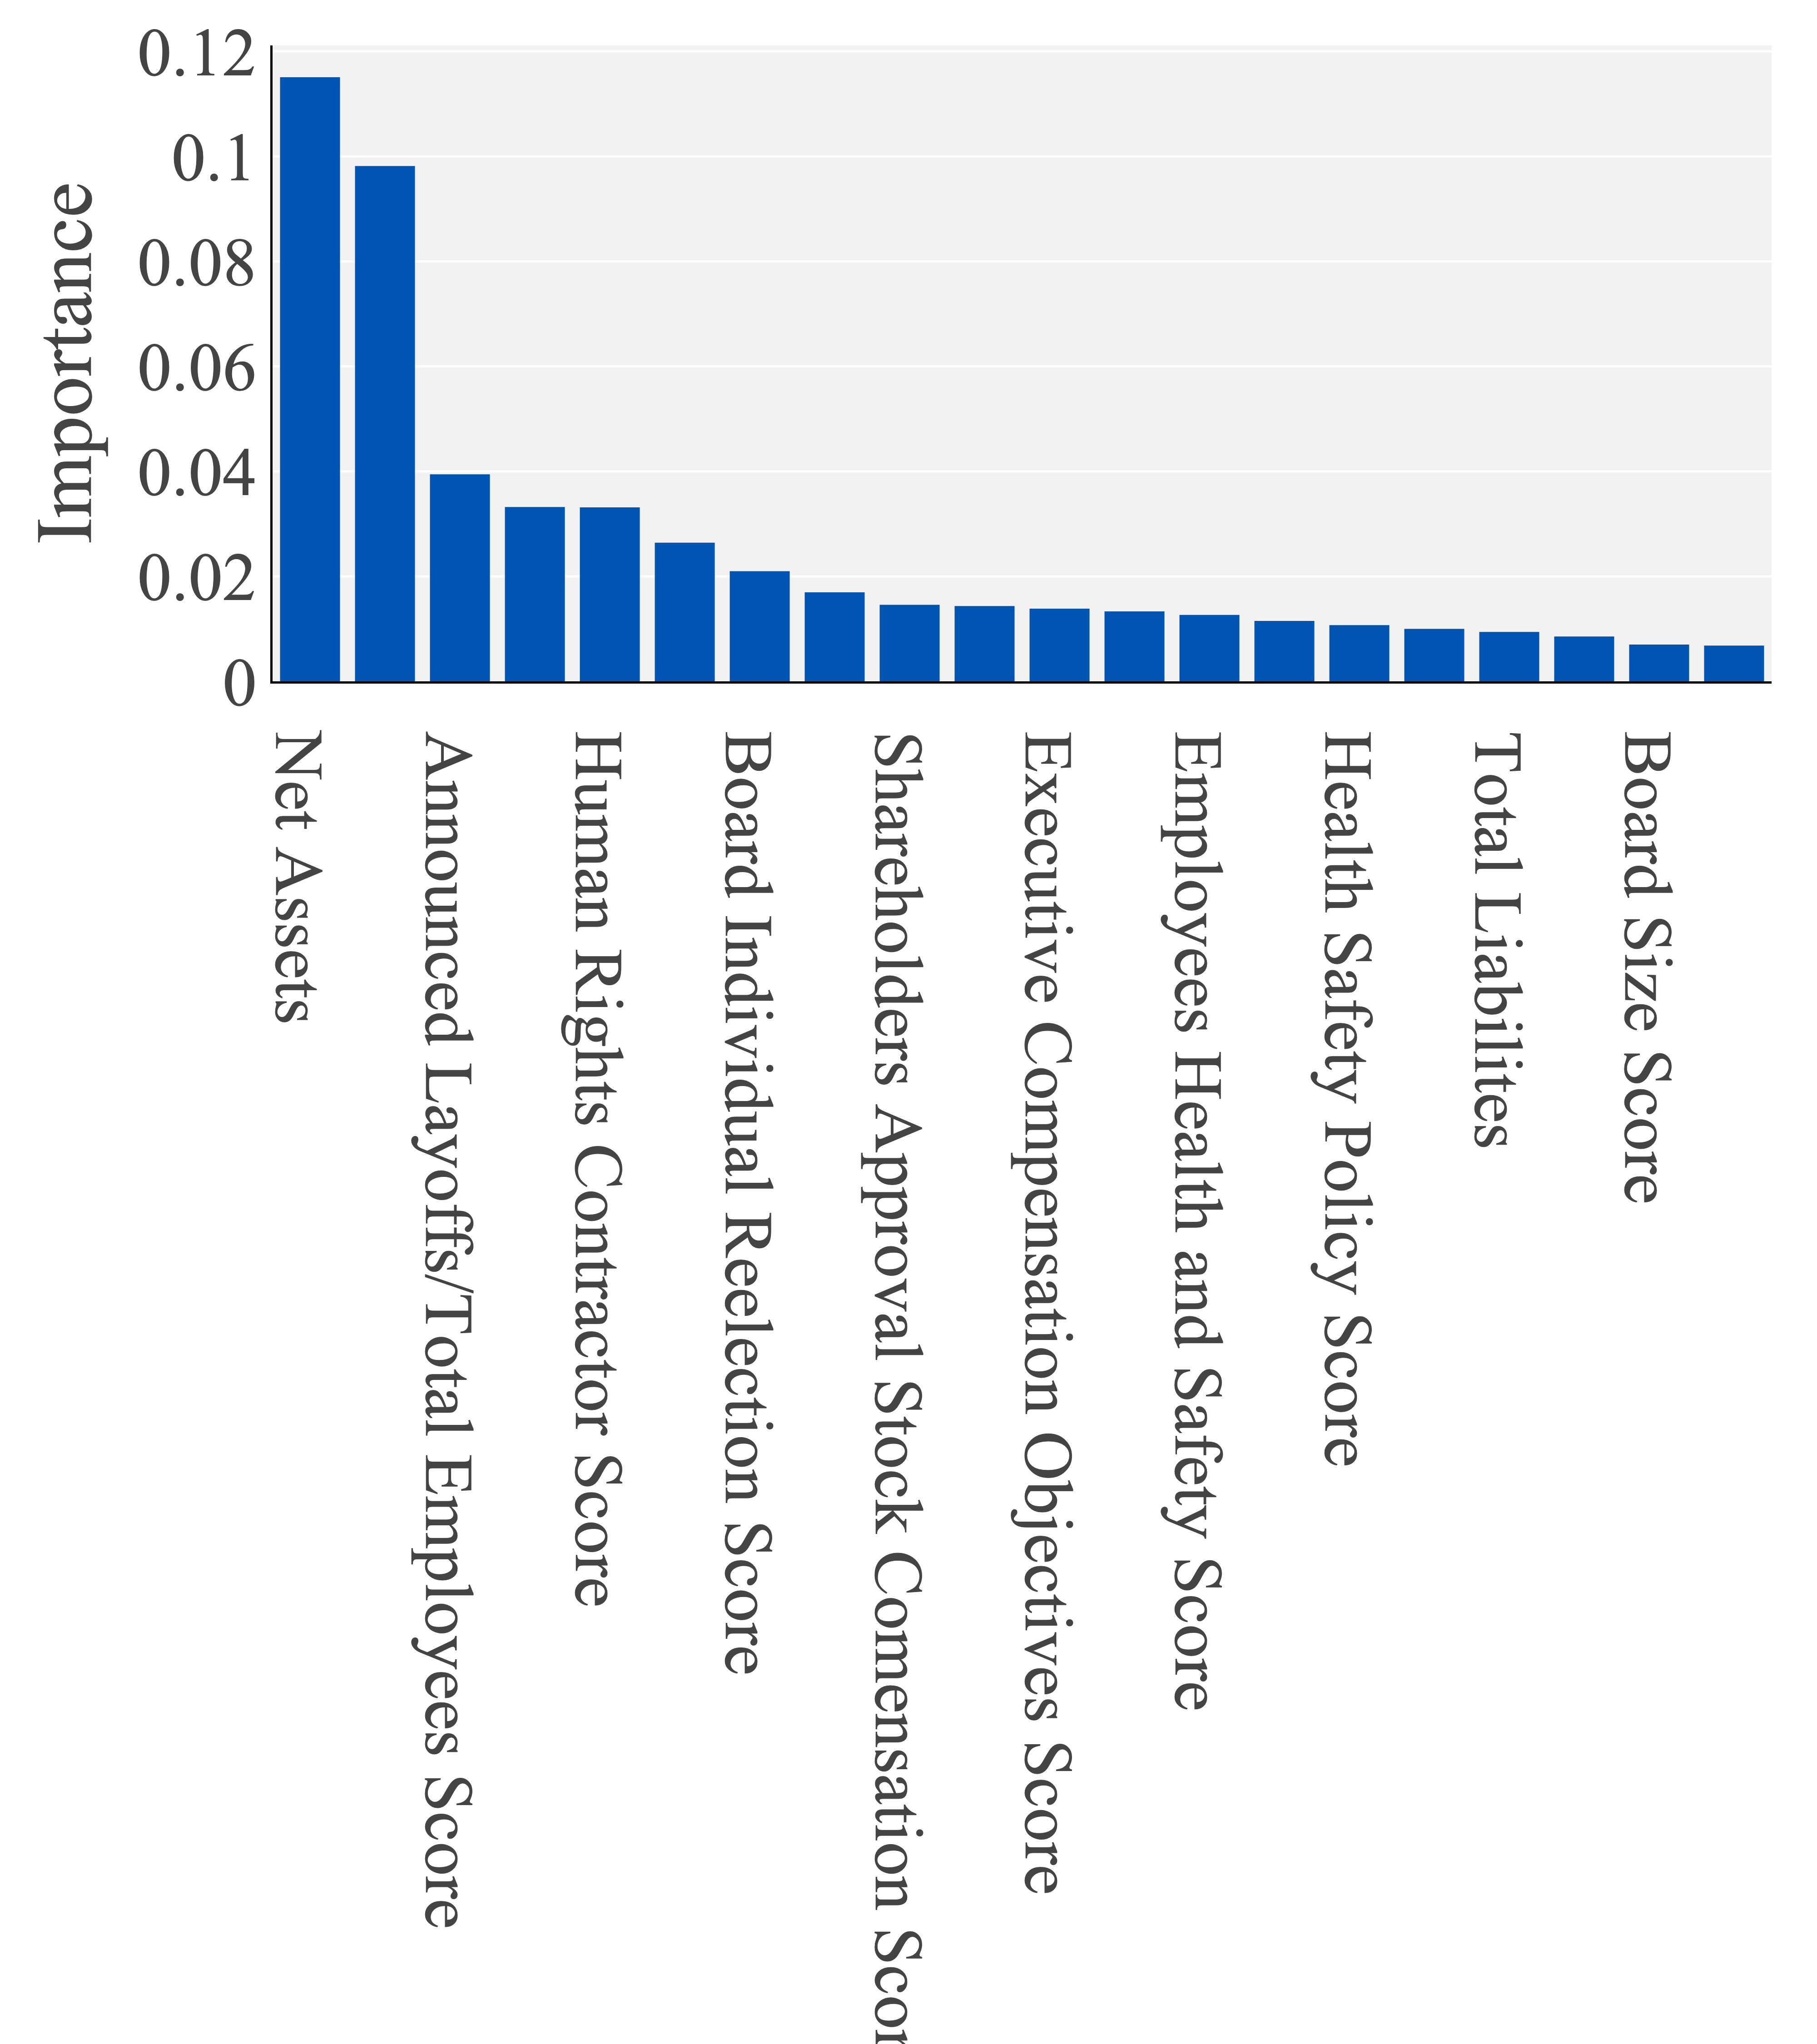 Importance
0.12
0.1
0.08
0.06
0.04
0.02
0
Net Assets
Announced Layoffs/Total Employees Score
Human Rights Contractor Score
Board Individual Reelection Score
Shareholders Approval Stock Comensation Scor
Executive Compensation Objectives Score
Employees Health and Safety Score
Health Safety Policy Score
Total Liabilites
Board Size Score